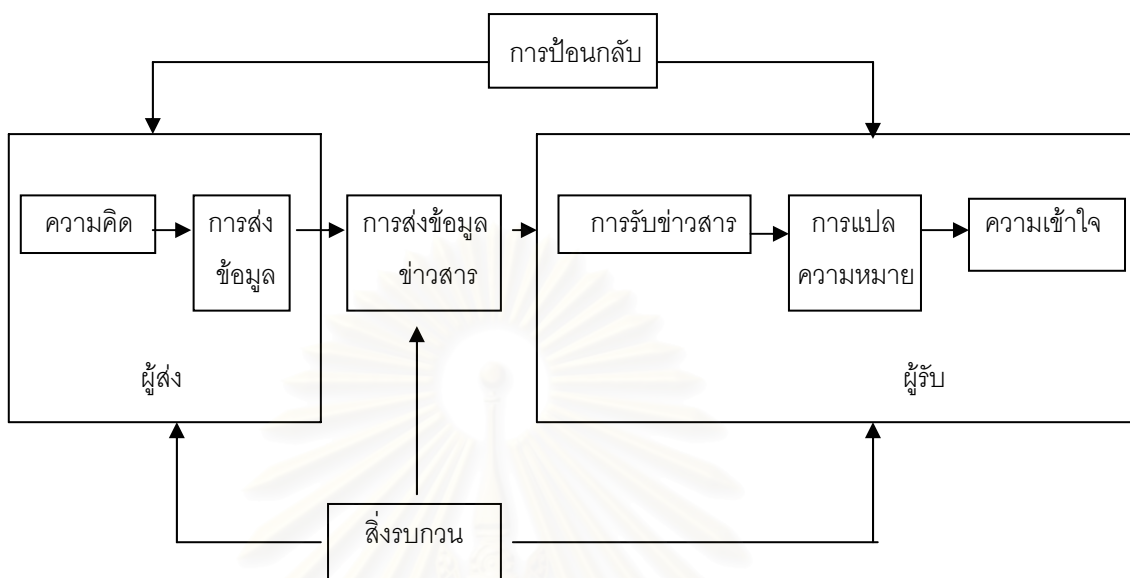 การป้อนกลับ
ความคิด
การส่ง
ข้อมูล
ผู้ส่ง
การส่งข้อมูล
ข่าวสาร
การรับข่าวสาร
การแปล
ความหมาย
ความเข้าใจ
ผู้รับ
สิ่งรบกวน